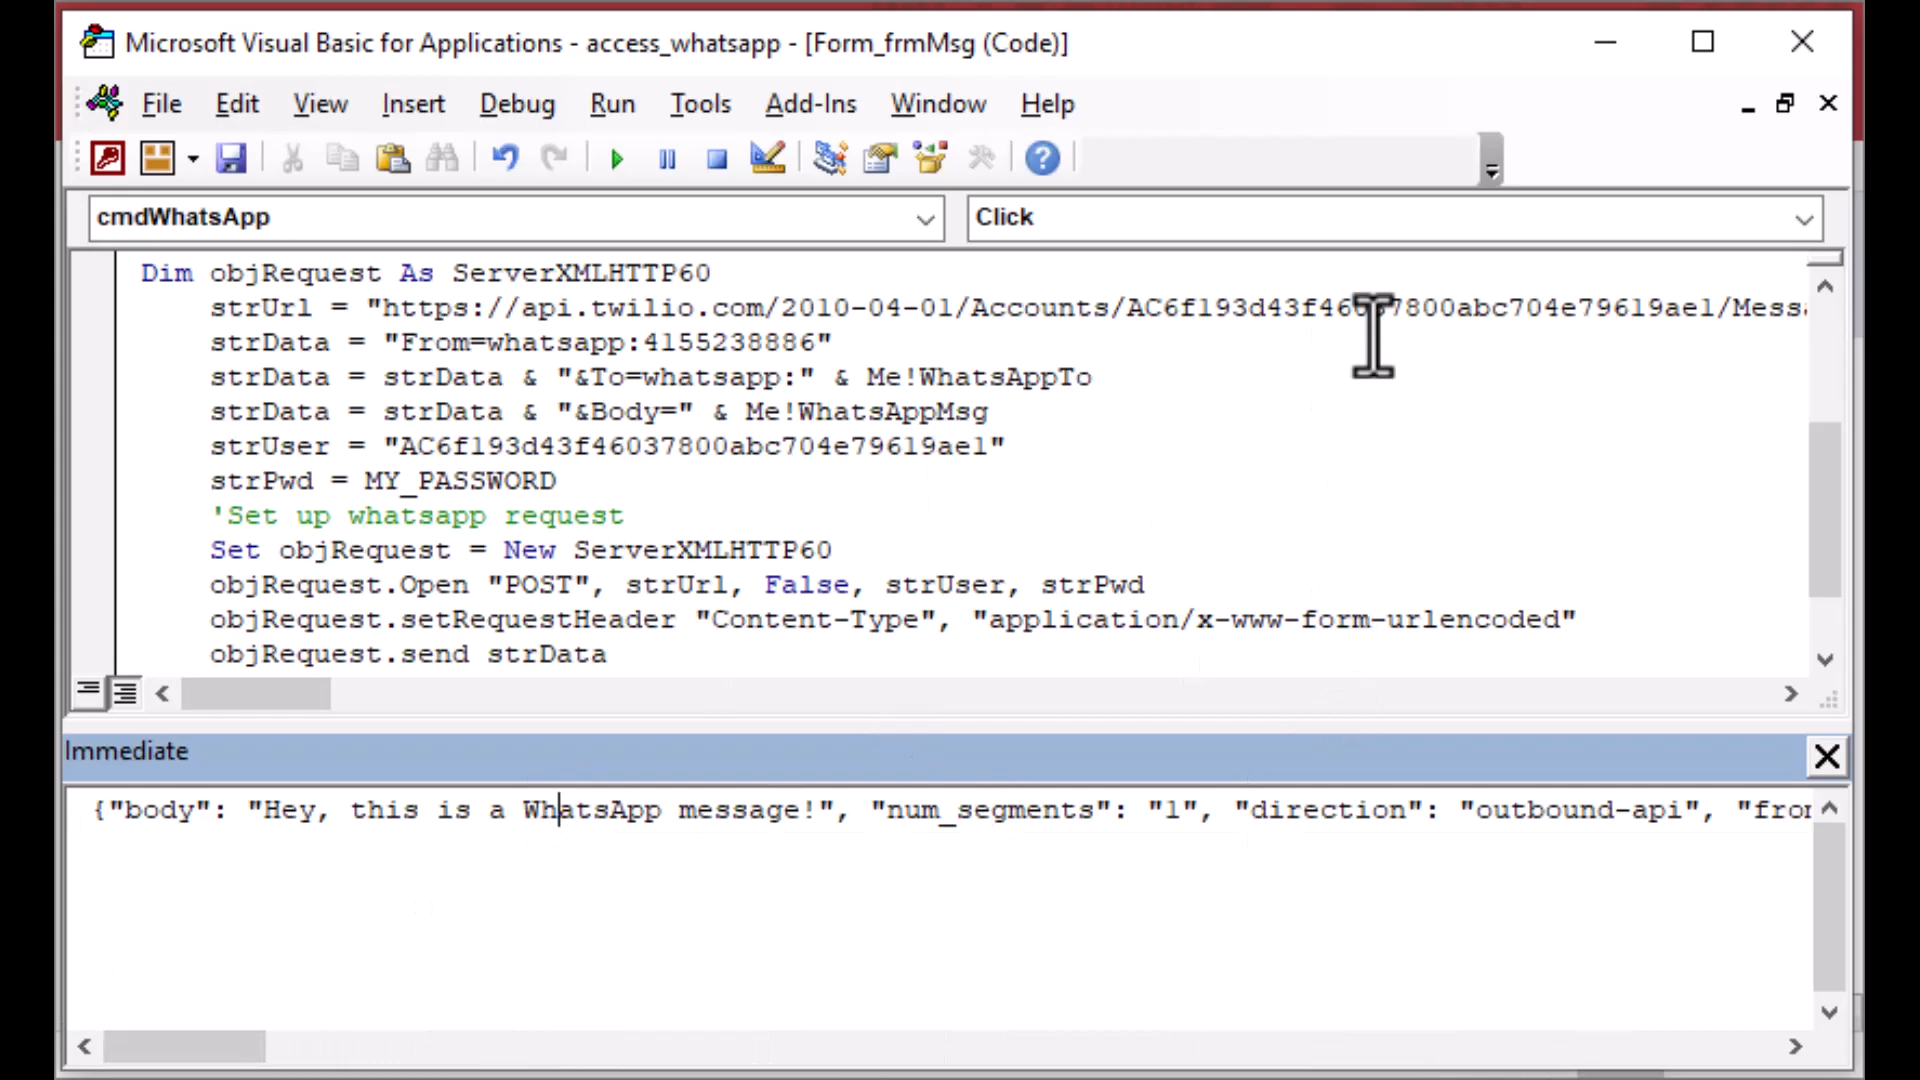 Microsoft Visual Basic for Applications - access_whatsapp - [Form_frmMsg (Code)]
File Edit View Insert Debug Run Tools Add-Ins Window Help
cmdWhatsApp Click
Dim objRequest As ServerXMLHTTP60
strUrl = "https://api.twilio.com/2010-04-01/Accounts/AC6f193d43f46037800abc704e79619ae1/Messa
strData = "From=whatsapp:4155238886"
strData = strData & "&To=whatsapp:" & Me!WhatsAppTo
strData = strData & "&Body=" & Me!WhatsAppMsg
strUser = "AC6f193d43f46037800abc704e79619ae1"
strPwd = MY_PASSWORD
'Set up whatsapp request
Set objRequest = New ServerXMLHTTP60
objRequest.Open "POST", strUrl, False, strUser, strPwd
objRequest.setRequestHeader "Content-Type", "application/x-www-form-urlencoded"
objRequest.send strData
Immediate
{"body": "Hey, this is a WhatsApp message!", "num_segments": "1", "direction": "outbound-api", "fron